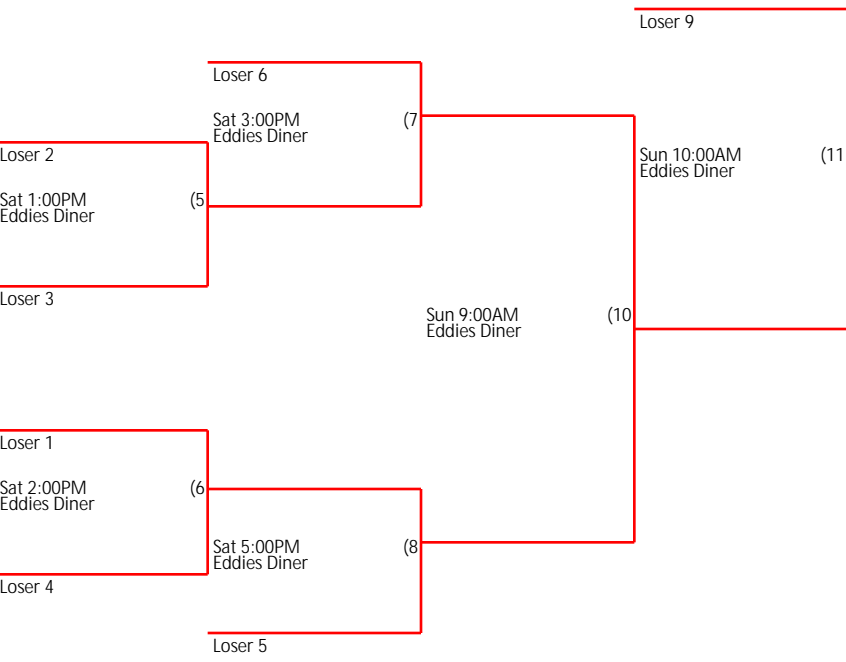 Loser 9
Loser 6
Sat 3:00PM (7
Eddies Diner
Loser 2
Sun 10:00AM (11
Eddies Diner
Sat 1:00PM (5
Eddies Diner
Loser 3
Sun 9:00AM (10
Eddies Diner
Loser 1
Sat 2:00PM (6
Eddies Diner
Sat 5:00PM (8
Eddies Diner
Loser 4
Loser 5